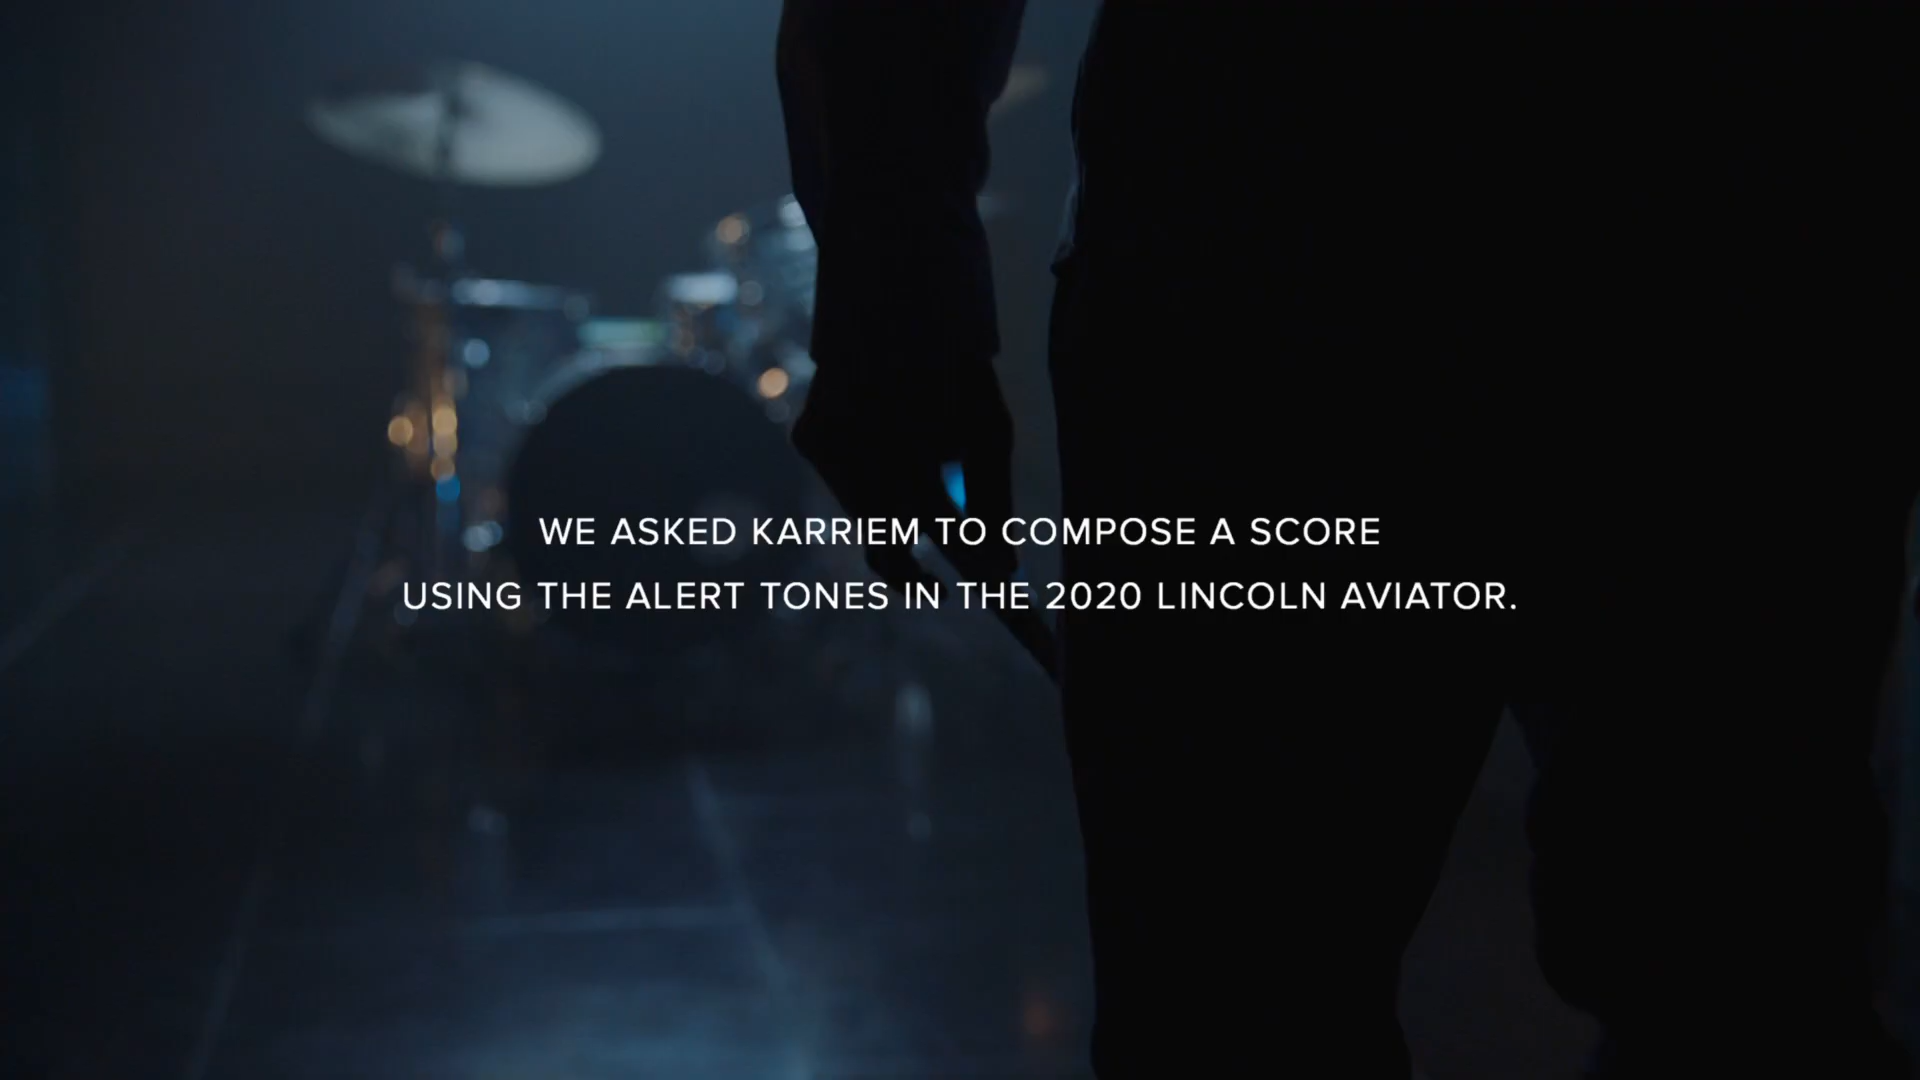 WE ASKED KARRIEM TO COMPOSE A SCORE
USING THE ALERT TONES IN THE 2020 LINCOLN AVIATOR.